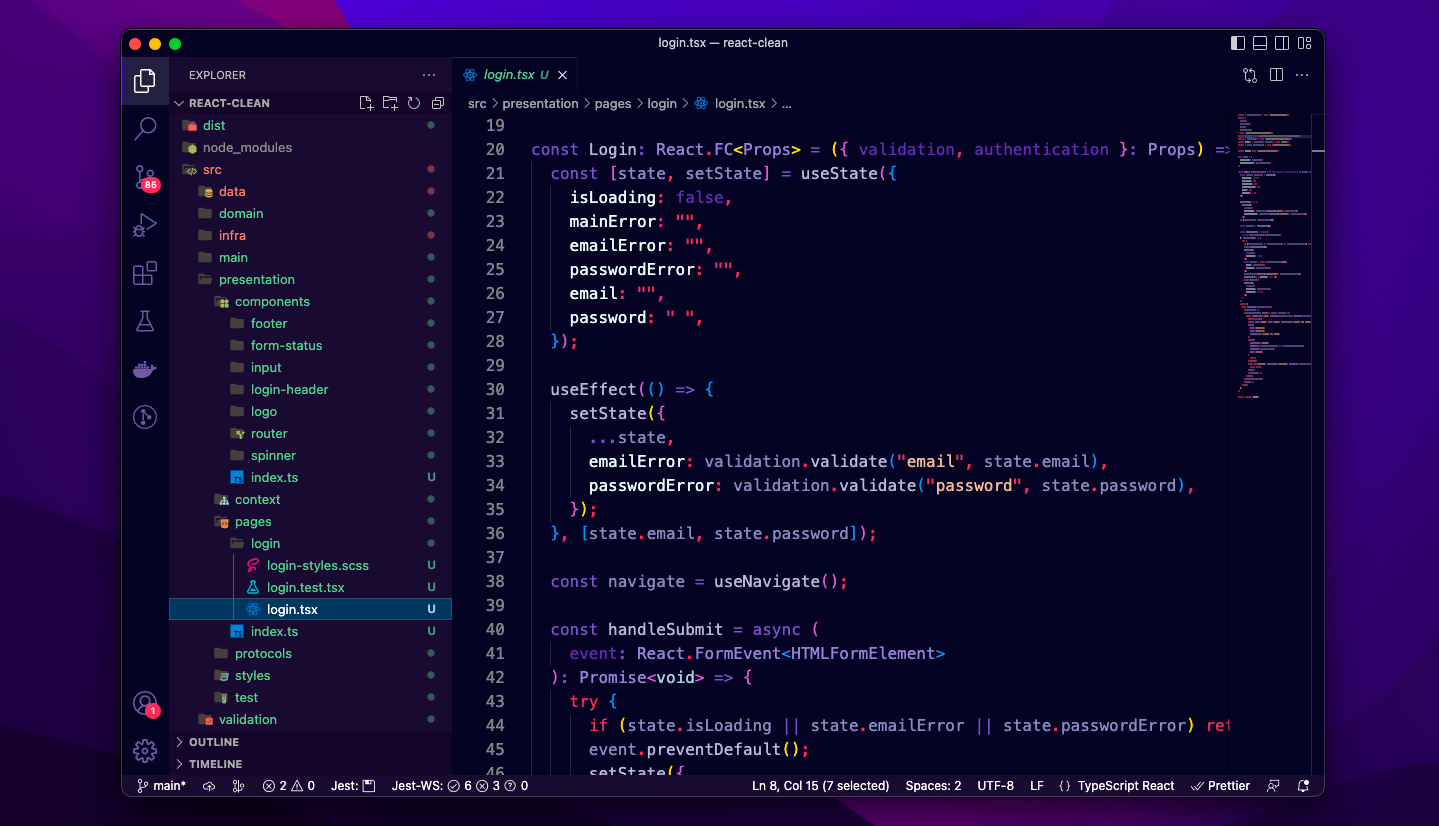 login.tsx — react-clean
EXPLORER
REACT-CLEAN
dist
node_modules
src
data
domain
infra
main
presentation
components
footer
form-status
input
login-header
logo
router
spinner
index.ts U
context
pages
login
login-styles.scss U
login.test.tsx U
login.tsx U
index.ts U
protocols
styles
test
validation
OUTLINE
TIMELINE
85
1
login.tsx U
src > presentation > pages > login > login.tsx > ...
19
20 const Login: React.FC<Props> = ({ validation, authentication }: Props) =>
21 const [state, setState] = useState({
22 isLoading: false,
23 mainError: "",
24 emailError: "",
25 passwordError: "",
26 email: "",
27 password: " ",
28 });
29
30 useEffect(() => {
31 setState({
32 ...state,
33 emailError: validation.validate("email", state.email),
34 passwordError: validation.validate("password", state.password),
35 });
36 }, [state.email, state.password]);
37
38 const navigate = useNavigate();
39
40 const handleSubmit = async (
41 event: React.FormEvent<HTMLFormElement>
42 ): Promise<void> => {
43 try {
44 if (state.isLoading || state.emailError || state.passwordError) ret
45 event.preventDefault();
46 setState({
main* 2 0 Jest: Jest-WS: 6 3 0 Ln 8, Col 15 (7 selected) Spaces: 2 UTF-8 LF {} TypeScript React Prettier